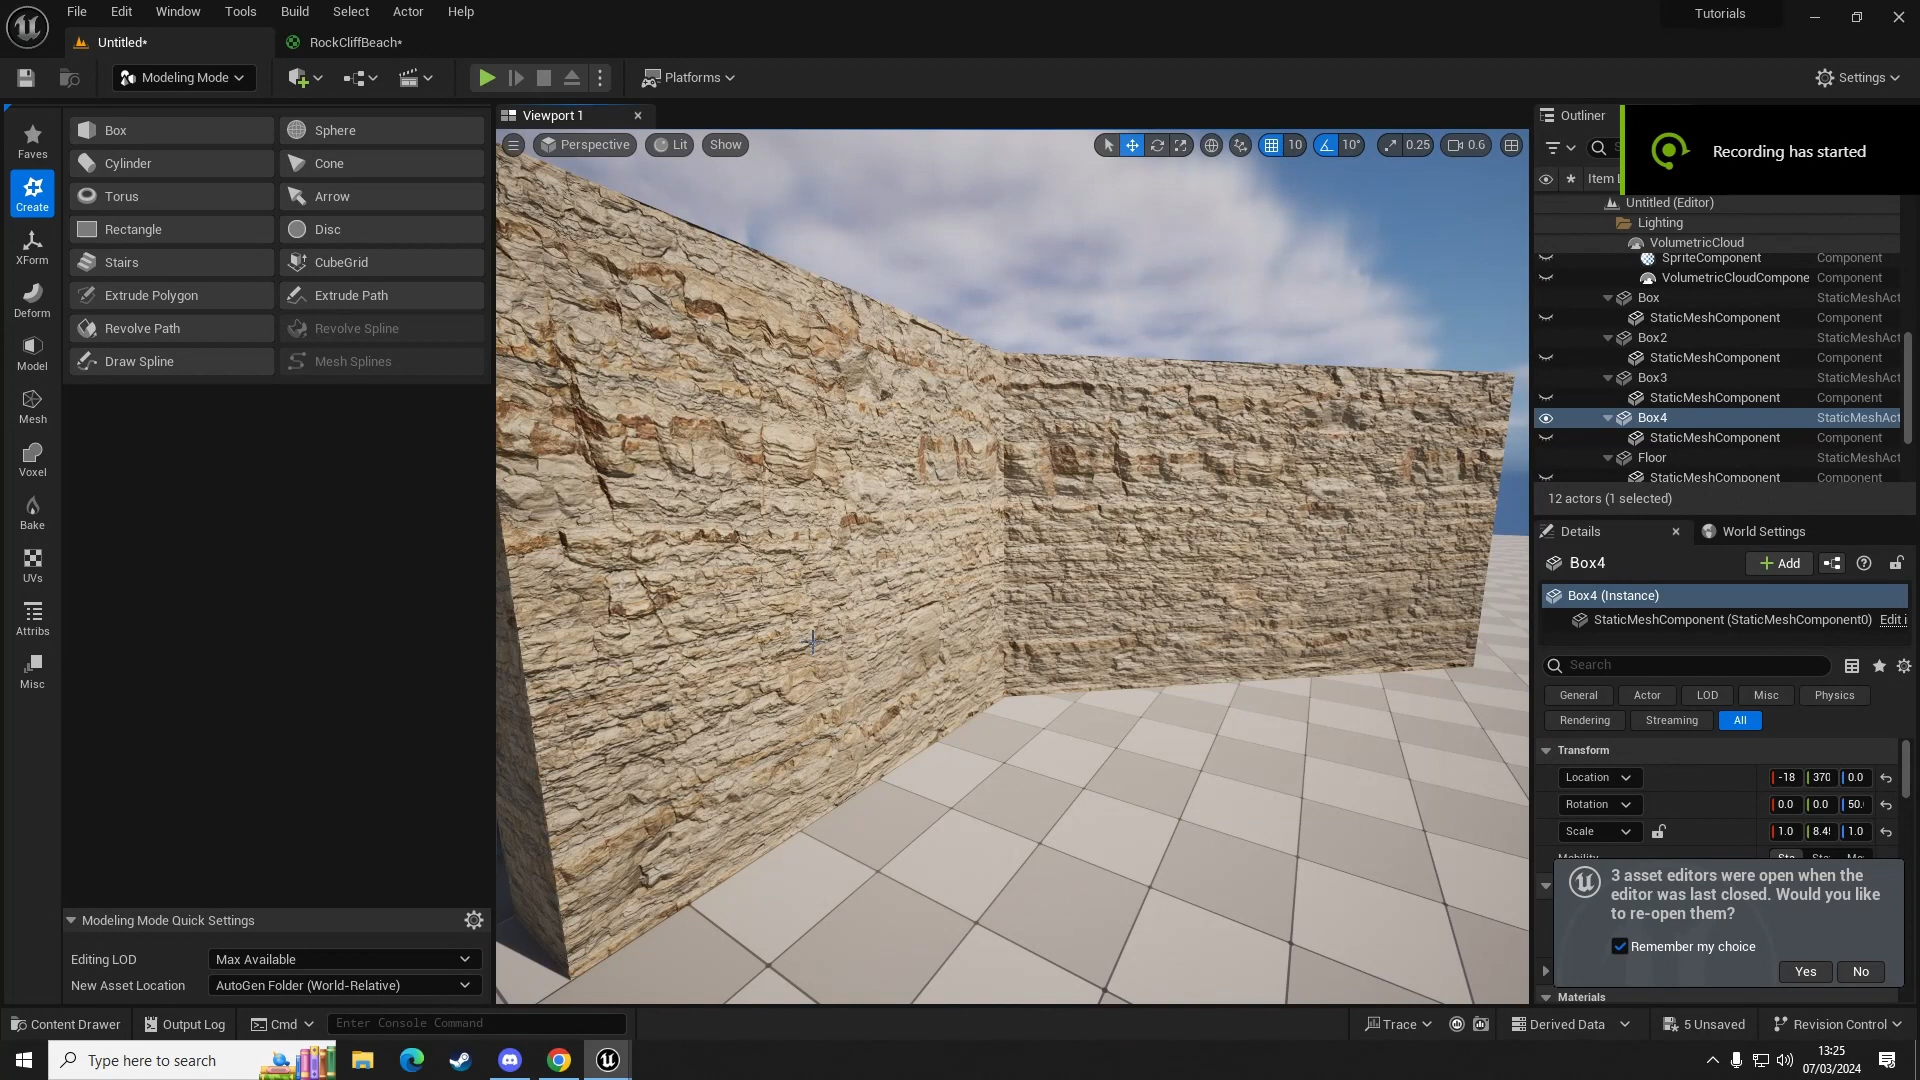 File Edit Window Tools Build Select Actor Help
Tutorials
Untitled*
RockCliffBeach*
Modeling Mode
Platforms
Settings
Faves
Create
XForm
Deform
Model
Mesh
Voxel
Bake
UVs
Attribs
Misc
Box
Sphere
Cylinder
Cone
Torus
Arrow
Rectangle
Disc
Stairs
CubeGrid
Extrude Polygon
Extrude Path
Revolve Path
Revolve Spline
Draw Spline
Mesh Splines
Modeling Mode Quick Settings
Editing LOD
Max Available
New Asset Location
AutoGen Folder (World-Relative)
Viewport 1
Perspective
Lit
Show
10
10°
0.25
0.6
Outliner
Recording has started
Item L
Untitled (Editor)
Lighting
VolumetricCloud
SpriteComponent Component
VolumetricCloudCompone Component
Box StaticMeshAct
StaticMeshComponent Component
Box2 StaticMeshAct
StaticMeshComponent Component
Box3 StaticMeshAct
StaticMeshComponent Component
Box4 StaticMeshAct
StaticMeshComponent Component
Floor StaticMeshAct
StaticMeshComponent Component
12 actors (1 selected)
Details
World Settings
Box4
Add
Box4 (Instance)
StaticMeshComponent (StaticMeshComponent0) Edit i
Search
General Actor LOD Misc Physics
Rendering Streaming All
Transform
Location -18 370 0.0
Rotation 0.0 0.0 50.
Scale 1.0 8.4 1.0
3 asset editors were open when the
editor was last closed. Would you like
to re-open them?
Remember my choice
Yes No
Materials
Content Drawer
Output Log
Cmd
Enter Console Command
Trace
Derived Data
5 Unsaved
Revision Control
Type here to search
13:25
07/03/2024